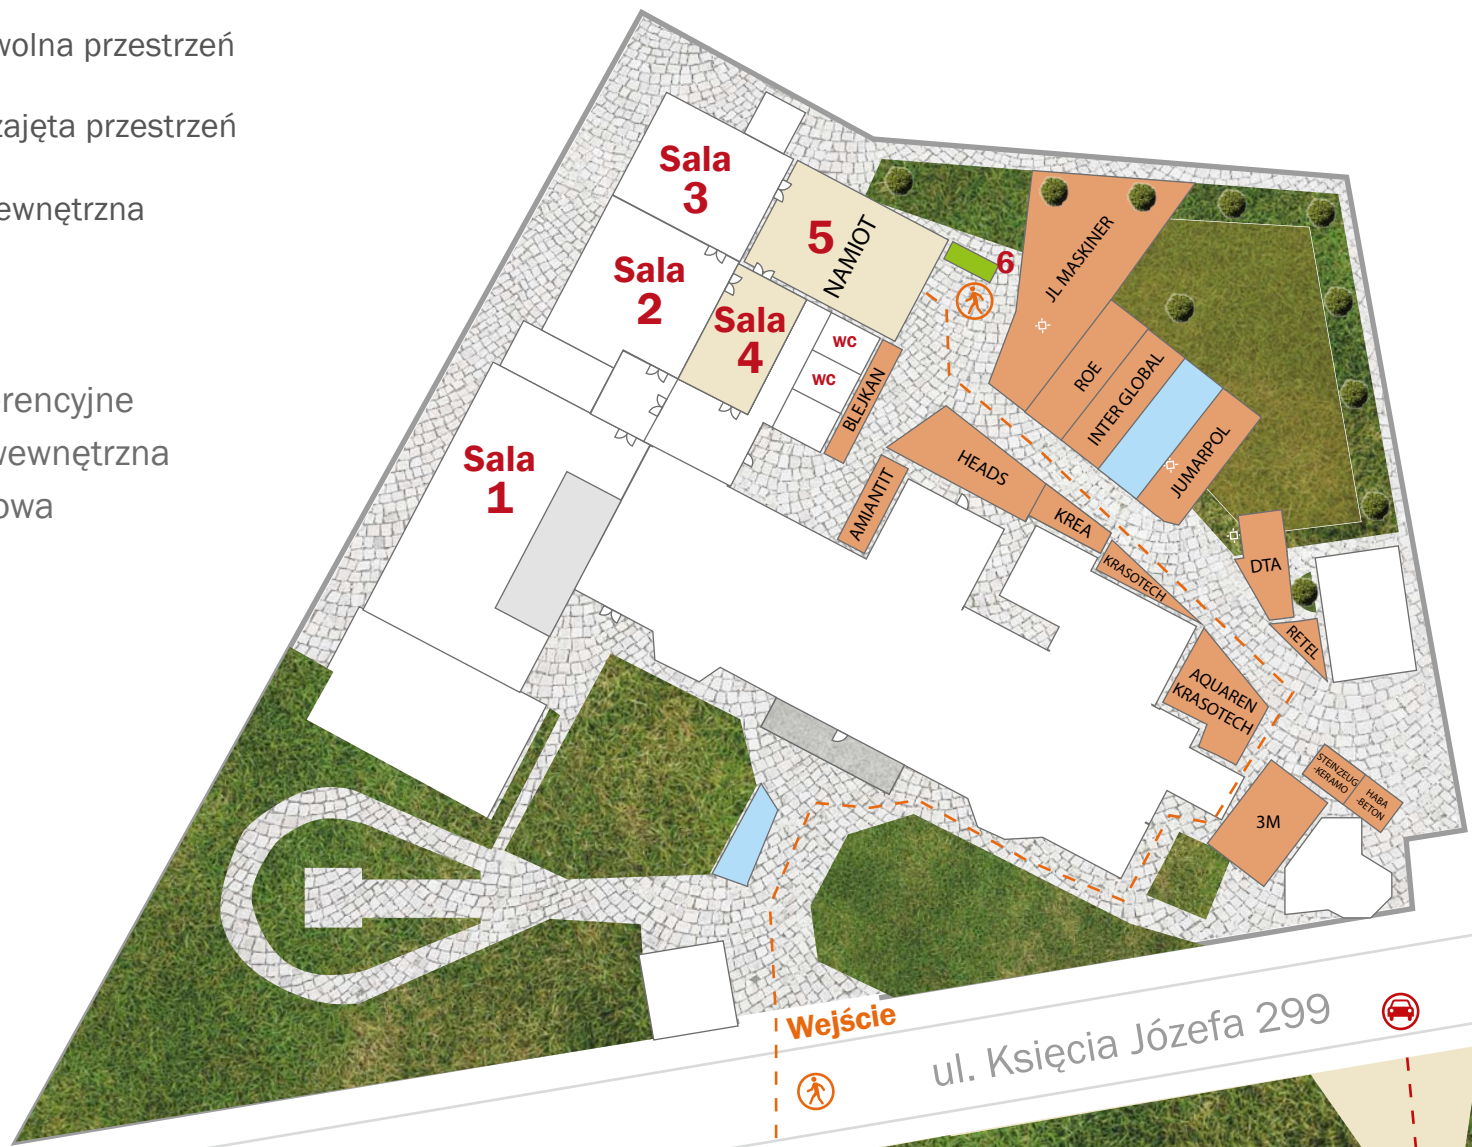 wolna przestrzeń
zajęta przestrzeń
ewnętrzna
rencyjne
wewnętrzna
owa
Sala
3
5
NAMIOT
6
Sala
2
Sala
4
wc
wc
BLEJKAN
Sala
1
JL MASKINER
ROE
INTER GLOBAL
JUMARPOL
HEADS
AMIANTIT
KREA
KRASOTECH
DTA
RETEL
AQUAREN
KRASOTECH
STEINZEUG
-KERAMO
HABA
-BETON
3M
Wejście
ul. Księcia Józefa 299